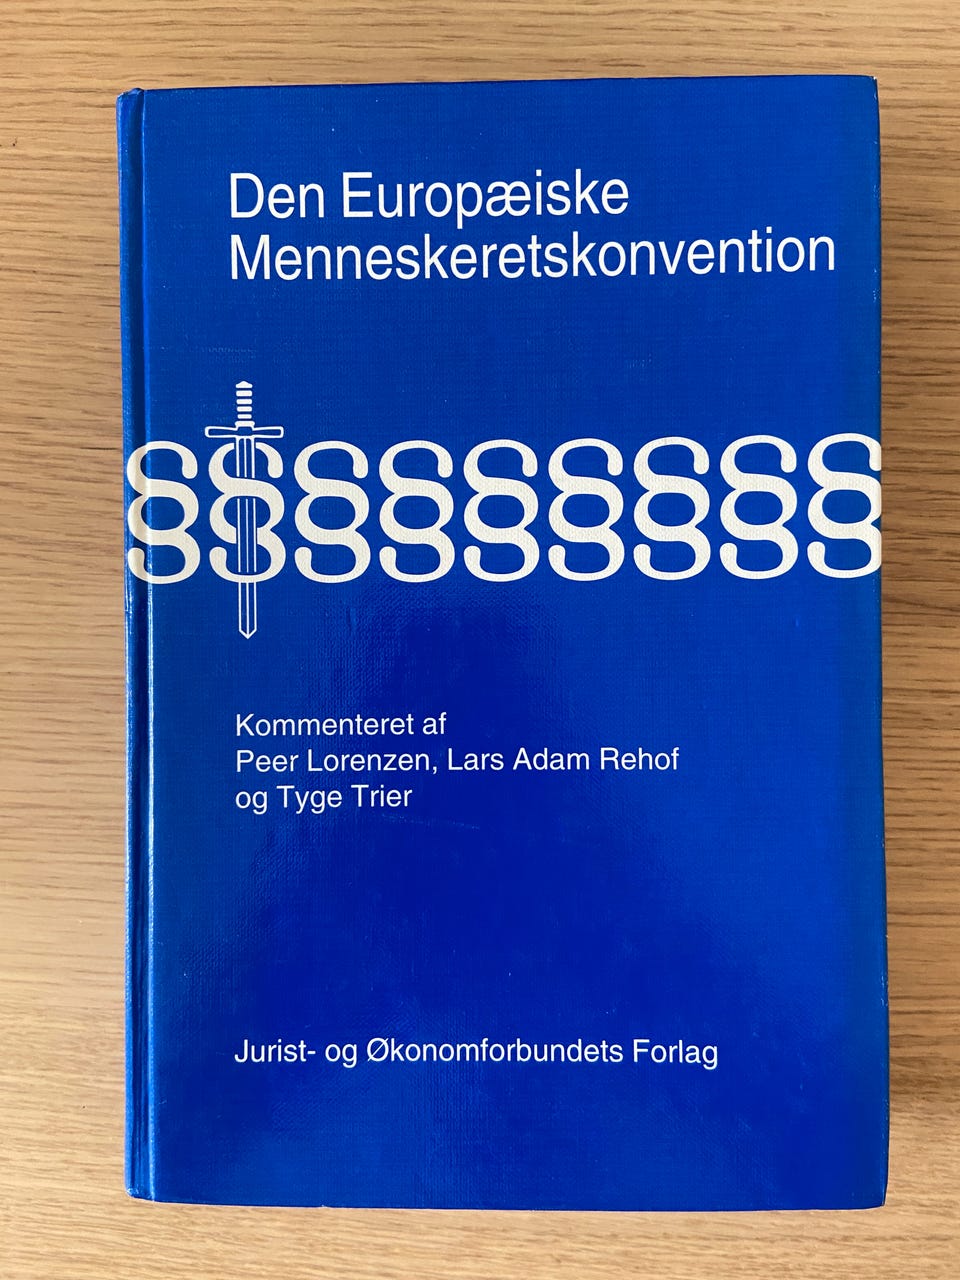 Den Europæiske
Menneskeretskonvention
§§§§§§§§§
Kommenteret af
Peer Lorenzen, Lars Adam Rehof
og Tyge Trier
Jurist- og Økonomforbundets Forlag